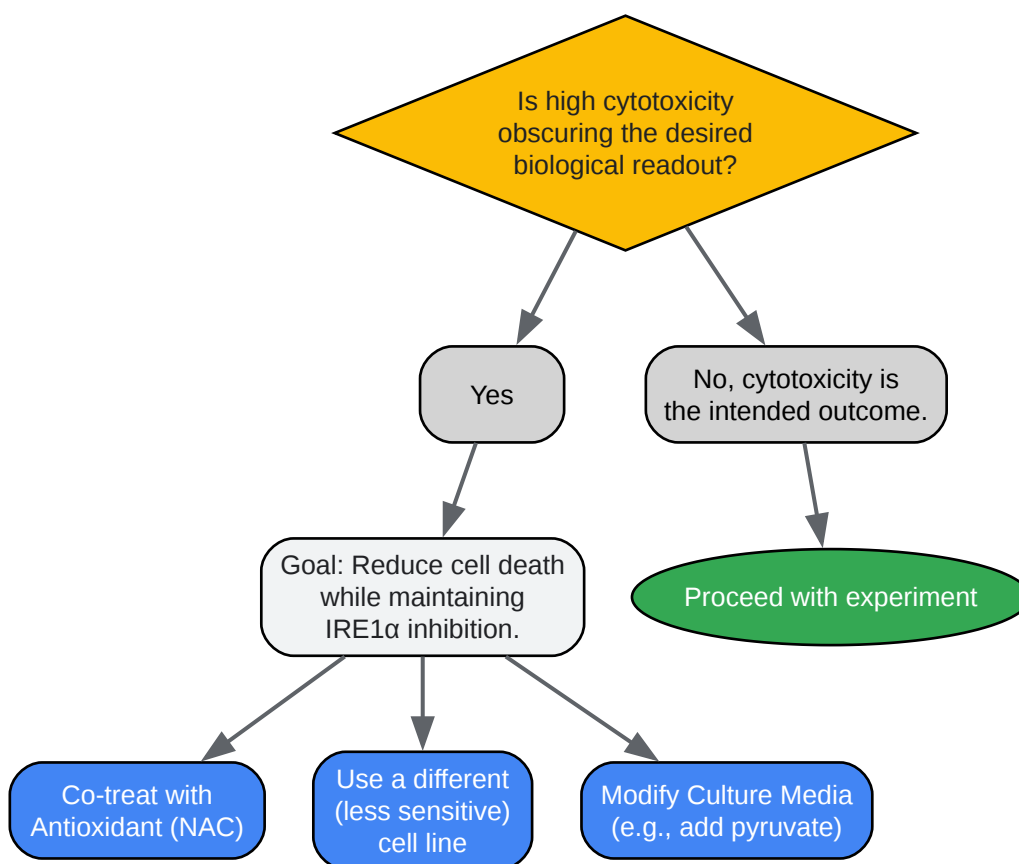 Is high cytotoxicity
obscuring the desired
biological readout?
Yes
No, cytotoxicity is
the intended outcome.
Goal: Reduce cell death
while maintaining
IRE1α inhibition.
Proceed with experiment
Co-treat with
Antioxidant (NAC)
Use a different
(less sensitive)
cell line
Modify Culture Media
(e.g., add pyruvate)